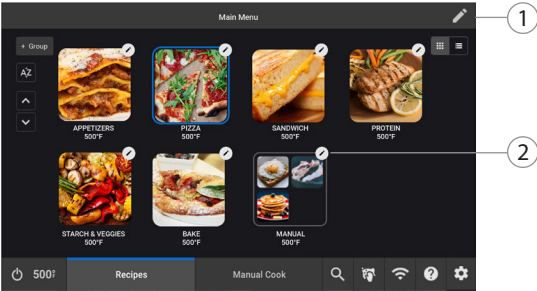 Main Menu
1
+ Group
AZ
APPETIZERS
500°F
PIZZA
500°F
SANDWICH
500°F
PROTEIN
500°F
2
STARCH & VEGGIES
500°F
BAKE
500°F
MANUAL
500°F
500°F
Recipes
Manual Cook
?